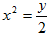 x² = y/2